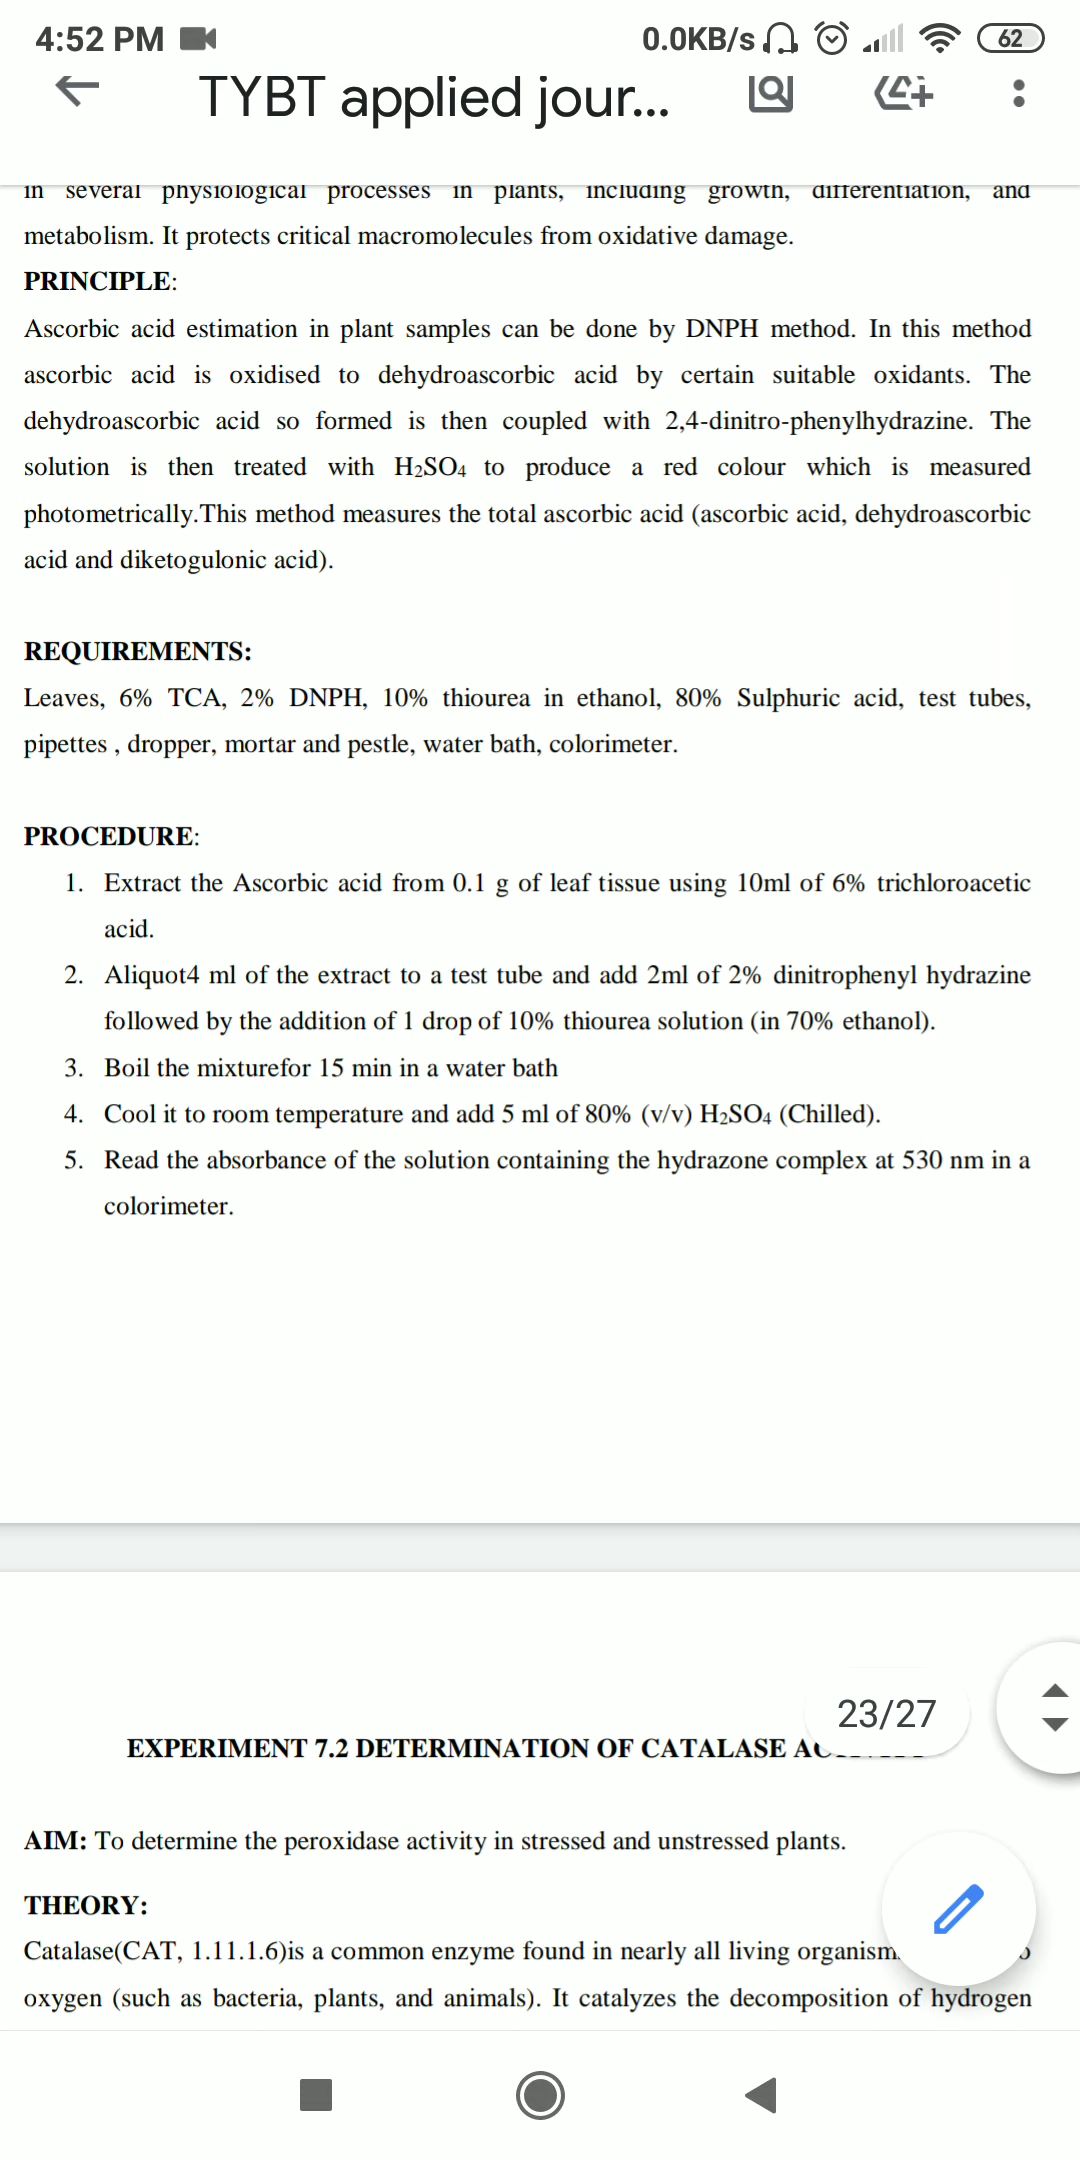 4:52 PM
0.0KB/s
62
TYBT applied jour...
in several physiological processes in plants, including growth, differentiation, and
metabolism. It protects critical macromolecules from oxidative damage.
PRINCIPLE:
Ascorbic acid estimation in plant samples can be done by DNPH method. In this method
ascorbic acid is oxidised to dehydroascorbic acid by certain suitable oxidants. The
dehydroascorbic acid so formed is then coupled with 2,4-dinitro-phenylhydrazine. The
solution is then treated with H₂SO₄ to produce a red colour which is measured
photometrically.This method measures the total ascorbic acid (ascorbic acid, dehydroascorbic
acid and diketogulonic acid).
REQUIREMENTS:
Leaves, 6% TCA, 2% DNPH, 10% thiourea in ethanol, 80% Sulphuric acid, test tubes,
pipettes , dropper, mortar and pestle, water bath, colorimeter.
PROCEDURE:
1. Extract the Ascorbic acid from 0.1 g of leaf tissue using 10ml of 6% trichloroacetic
acid.
2. Aliquot4 ml of the extract to a test tube and add 2ml of 2% dinitrophenyl hydrazine
followed by the addition of 1 drop of 10% thiourea solution (in 70% ethanol).
3. Boil the mixturefor 15 min in a water bath
4. Cool it to room temperature and add 5 ml of 80% (v/v) H₂SO₄ (Chilled).
5. Read the absorbance of the solution containing the hydrazone complex at 530 nm in a
colorimeter.
23/27
EXPERIMENT 7.2 DETERMINATION OF CATALASE
AIM: To determine the peroxidase activity in stressed and unstressed plants.
THEORY:
Catalase(CAT, 1.11.1.6)is a common enzyme found in nearly all living
oxygen (such as bacteria, plants, and animals). It catalyzes the decomposition of hydrogen